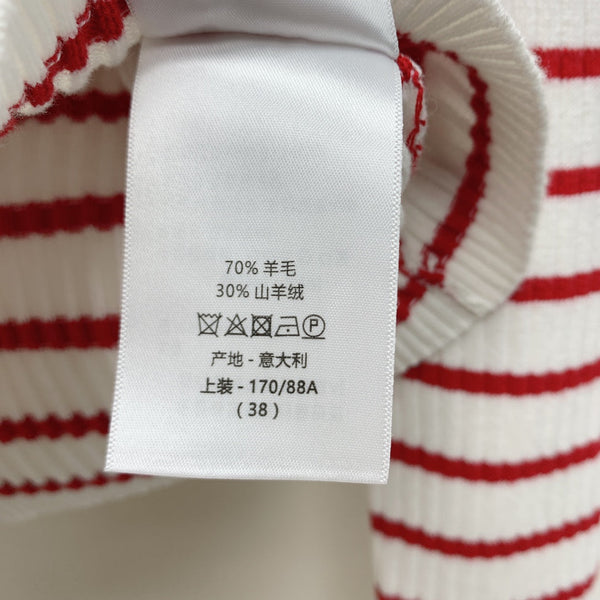 70% 羊毛
30% 山羊绒
P
产地 - 意大利
上装 - 170/88A
( 38 )